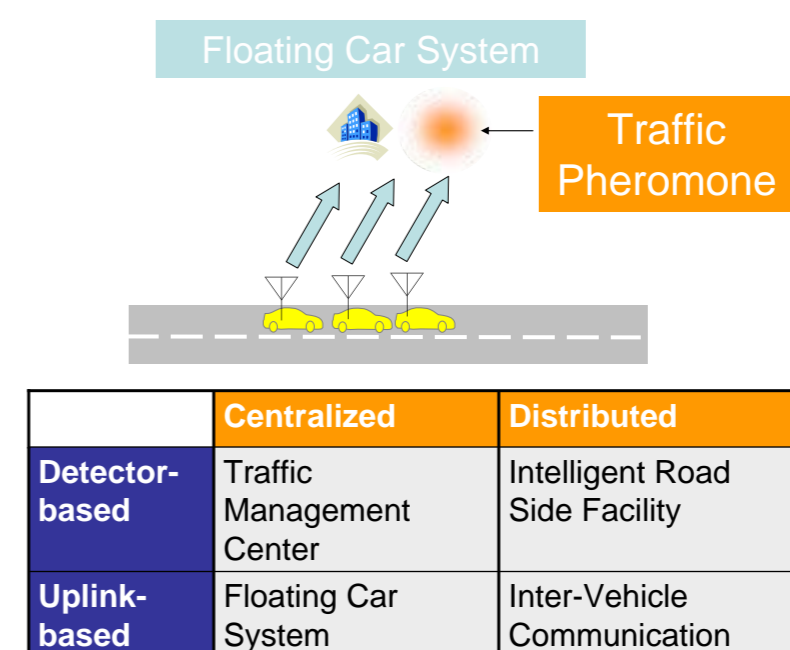 Floating Car System
Traffic
Pheromone
Centralized Distributed
Detector- Traffic Intelligent Road
based Management Side Facility
Center
Uplink- Floating Car Inter-Vehicle
based System Communication